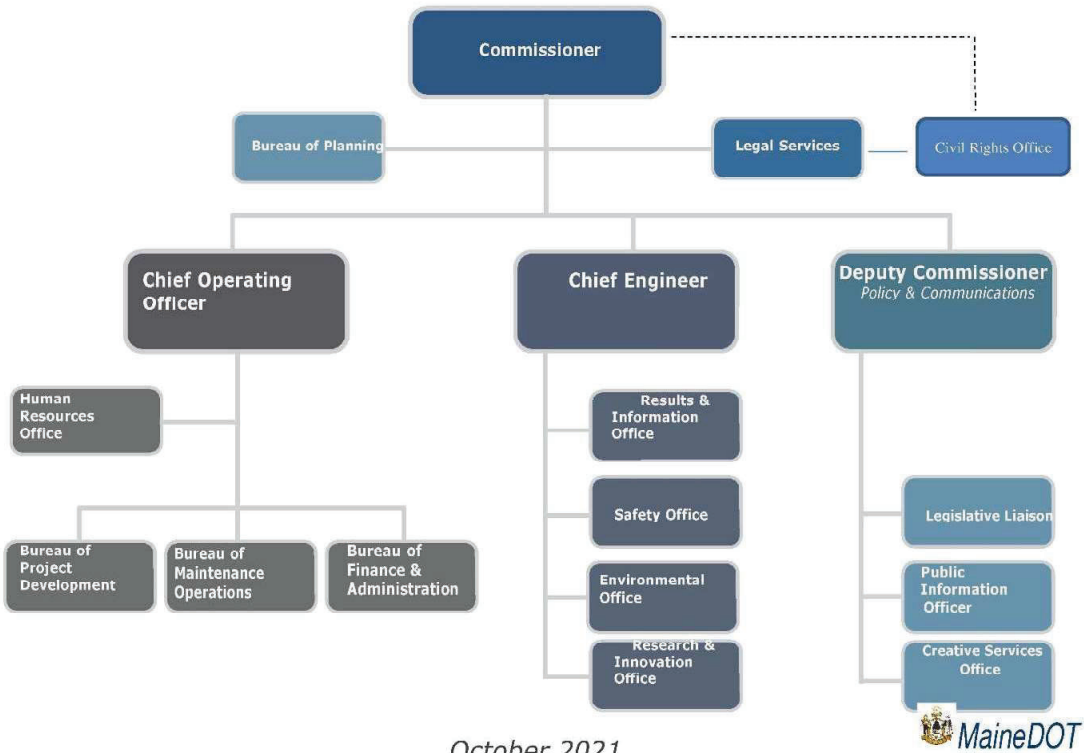 Commissioner
Bureau of Planning
Legal Services
Civil Rights Office
Chief Operating
Officer
Chief Engineer
Deputy Commissioner
Policy & Communications
Human
Resources
Office
Results &
Information
Office
Safety Office
Legislative Liaison
Bureau of
Project
Development
Bureau of
Maintenance
Operations
Bureau of
Finance &
Administration
Environmental
Office
Public
Information
Officer
Research &
Innovation
Office
Creative Services
Office
October 2021
MaineDOT